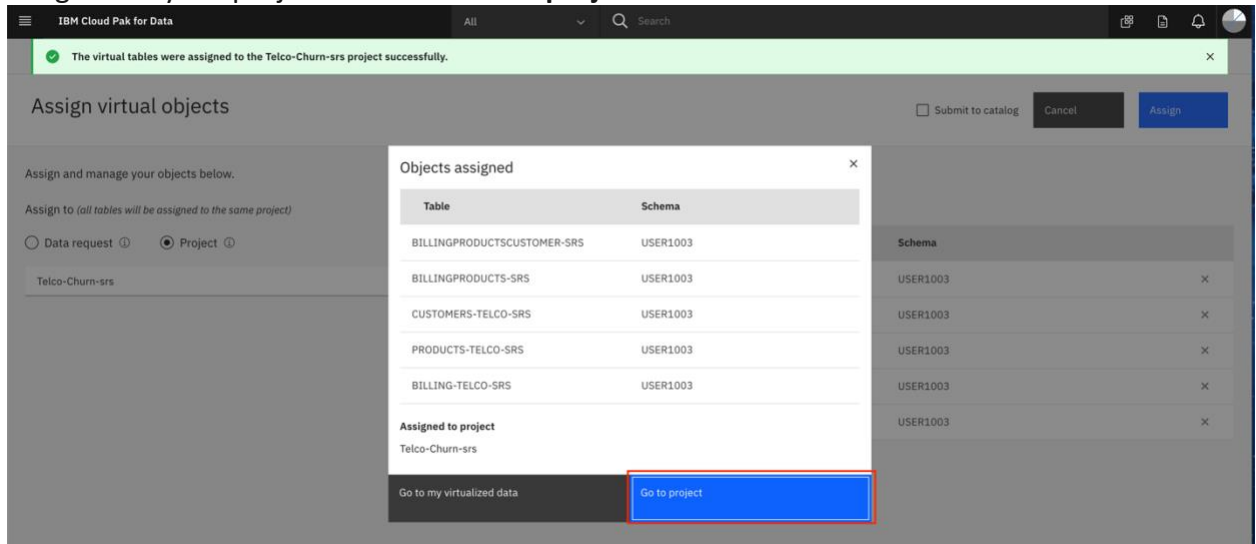 IBM Cloud Pak for Data
All
Search
The virtual tables were assigned to the Telco-Churn-srs project successfully.
Assign virtual objects
Submit to catalog
Cancel
Assign
Assign and manage your objects below.
Assign to (all tables will be assigned to the same project)
Data request
Project
Telco-Churn-srs
Objects assigned
Table Schema
BILLINGPRODUCTSCUSTOMER-SRS USER1003
BILLINGPRODUCTS-SRS USER1003
CUSTOMERS-TELCO-SRS USER1003
PRODUCTS-TELCO-SRS USER1003
BILLING-TELCO-SRS USER1003
Assigned to project
Telco-Churn-srs
Go to my virtualized data
Go to project
Schema
USER1003
USER1003
USER1003
USER1003
USER1003